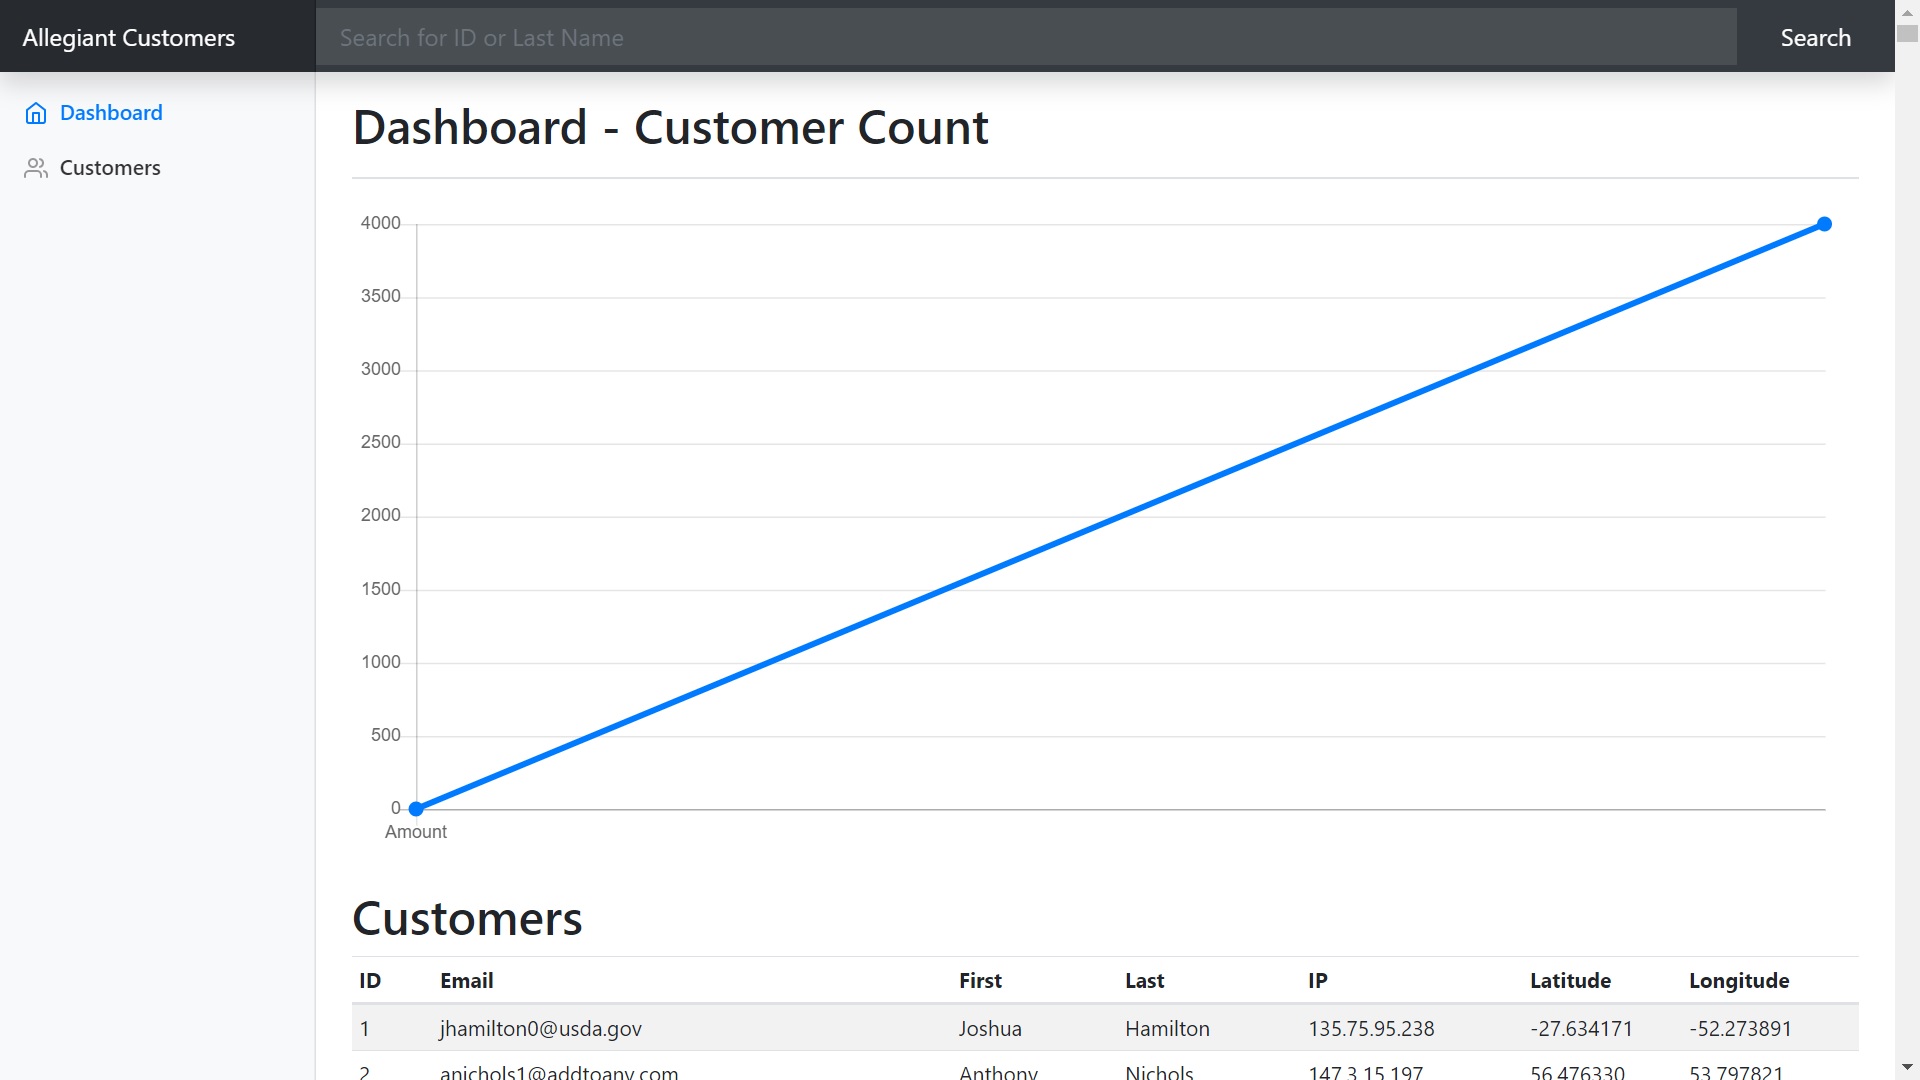 Allegiant Customers
Search for ID or Last Name
Search
Dashboard
Customers
Dashboard - Customer Count
4000
3500
3000
2500
2000
1500
1000
500
0
Amount
Customers
ID Email First Last IP Latitude Longitude
1 jhamilton0@usda.gov Joshua Hamilton 135.75.95.238 -27.634171 -52.273891
2 anichols1@addtoany.com Anthony Nichols 147.3.15.197 56.476330 53.797821